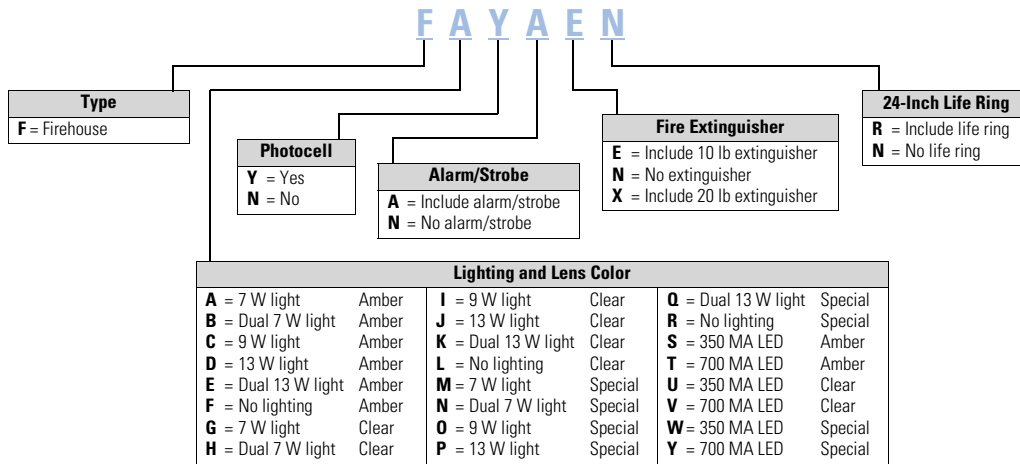 F A Y A E N
Type
F = Firehouse
Photocell
Y = Yes
N = No
Alarm/Strobe
A = Include alarm/strobe
N = No alarm/strobe
Fire Extinguisher
E = Include 10 lb extinguisher
N = No extinguisher
X = Include 20 lb extinguisher
24-Inch Life Ring
R = Include life ring
N = No life ring
Lighting and Lens Color
A = 7 W light Amber
B = Dual 7 W light Amber
C = 9 W light Amber
D = 13 W light Amber
E = Dual 13 W light Amber
F = No lighting Amber
G = 7 W light Clear
H = Dual 7 W light Clear
I = 9 W light Clear
J = 13 W light Clear
K = Dual 13 W light Clear
L = No lighting Clear
M = 7 W light Special
N = Dual 7 W light Special
O = 9 W light Special
P = 13 W light Special
Q = Dual 13 W light Special
R = No lighting Special
S = 350 MA LED Amber
T = 700 MA LED Amber
U = 350 MA LED Clear
V = 700 MA LED Clear
W = 350 MA LED Special
Y = 700 MA LED Special